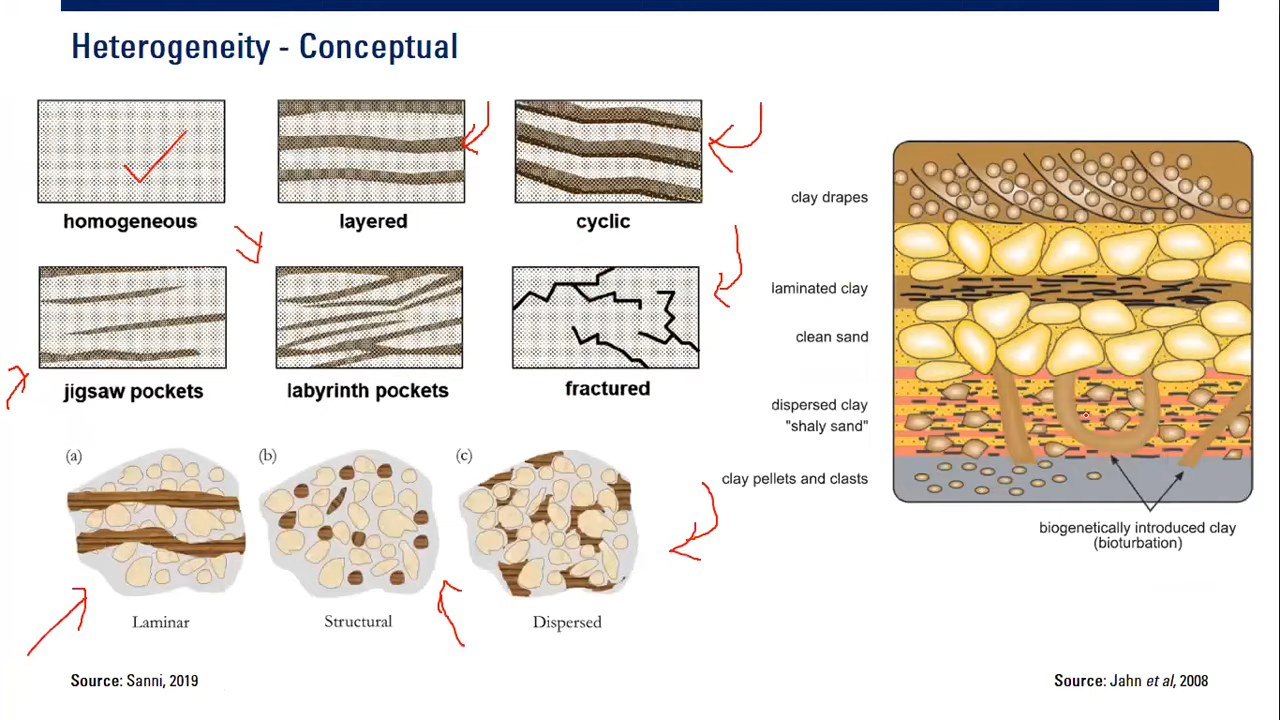 Heterogeneity - Conceptual
homogeneous
layered
cyclic
jigsaw pockets
labyrinth pockets
fractured
(a)
(b)
(c)
Laminar
Structural
Dispersed
Source: Sanni, 2019
clay drapes
laminated clay
clean sand
dispersed clay
"shaly sand"
clay pellets and clasts
biogenetically introduced clay
(bioturbation)
Source: Jahn et al, 2008